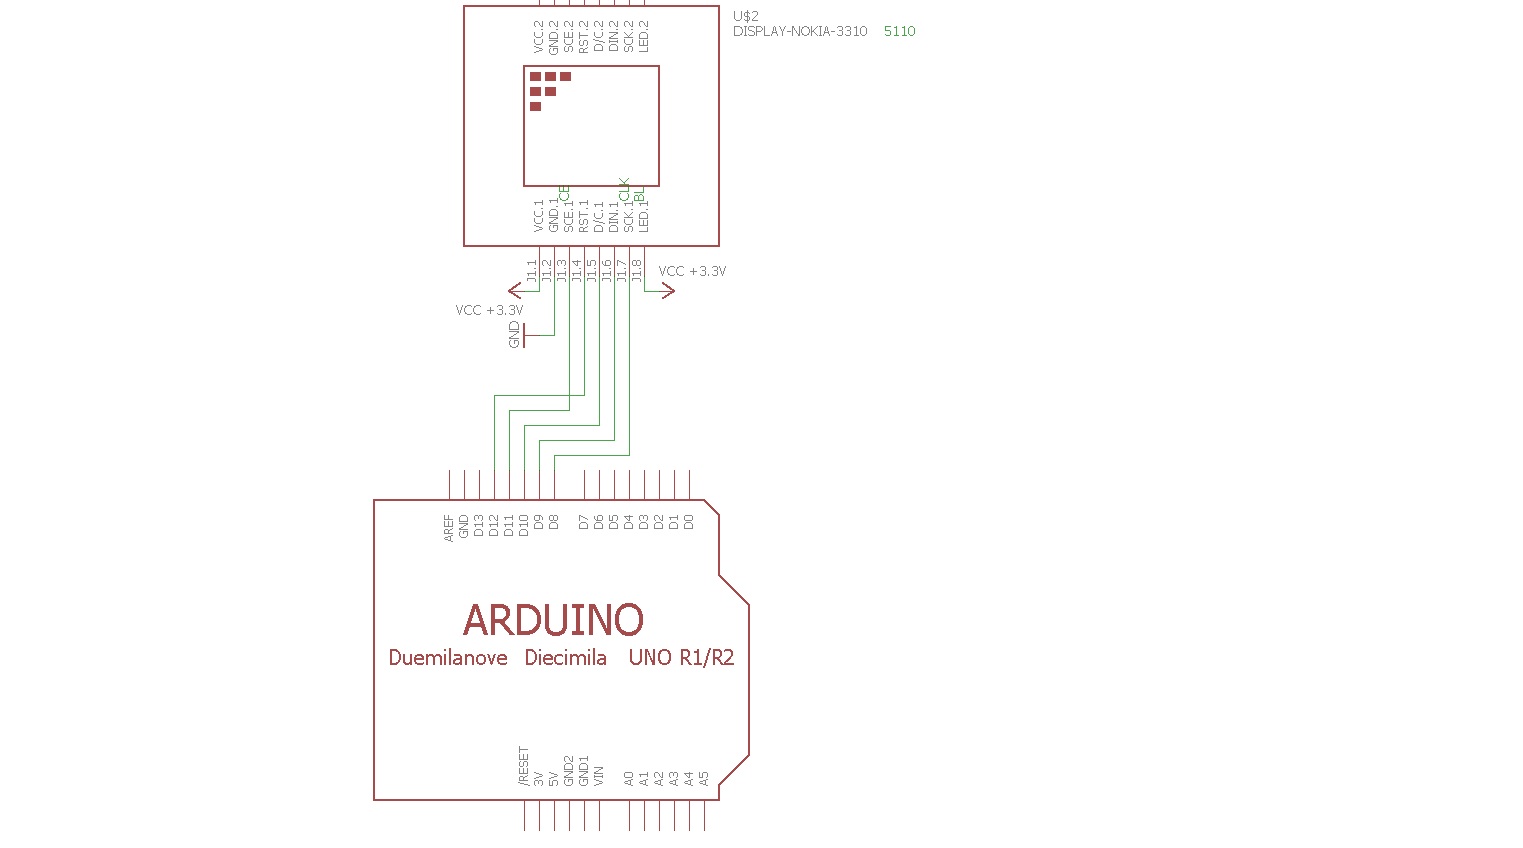 U$2
DISPLAY-NOKIA-3310 5110
VCC.2
GND.2
SCE.2
RST.2
D/C.2
DIN.2
SCK.2
LED.2
CE
CLK
BL
VCC.1
GND.1
SCE.1
RST.1
D/C.1
DIN.1
SCK.1
LED.1
J1.1
J1.2
J1.3
J1.4
J1.5
J1.6
J1.7
J1.8
VCC +3.3V
VCC +3.3V
GND
AREF
GND
D13
D12
D11
D10
D9
D8
D7
D6
D5
D4
D3
D2
D1
D0
ARDUINO
Duemilanove Diecimila UNO R1/R2
/RESET
3V
5V
GND2
GND1
VIN
A0
A1
A2
A3
A4
A5